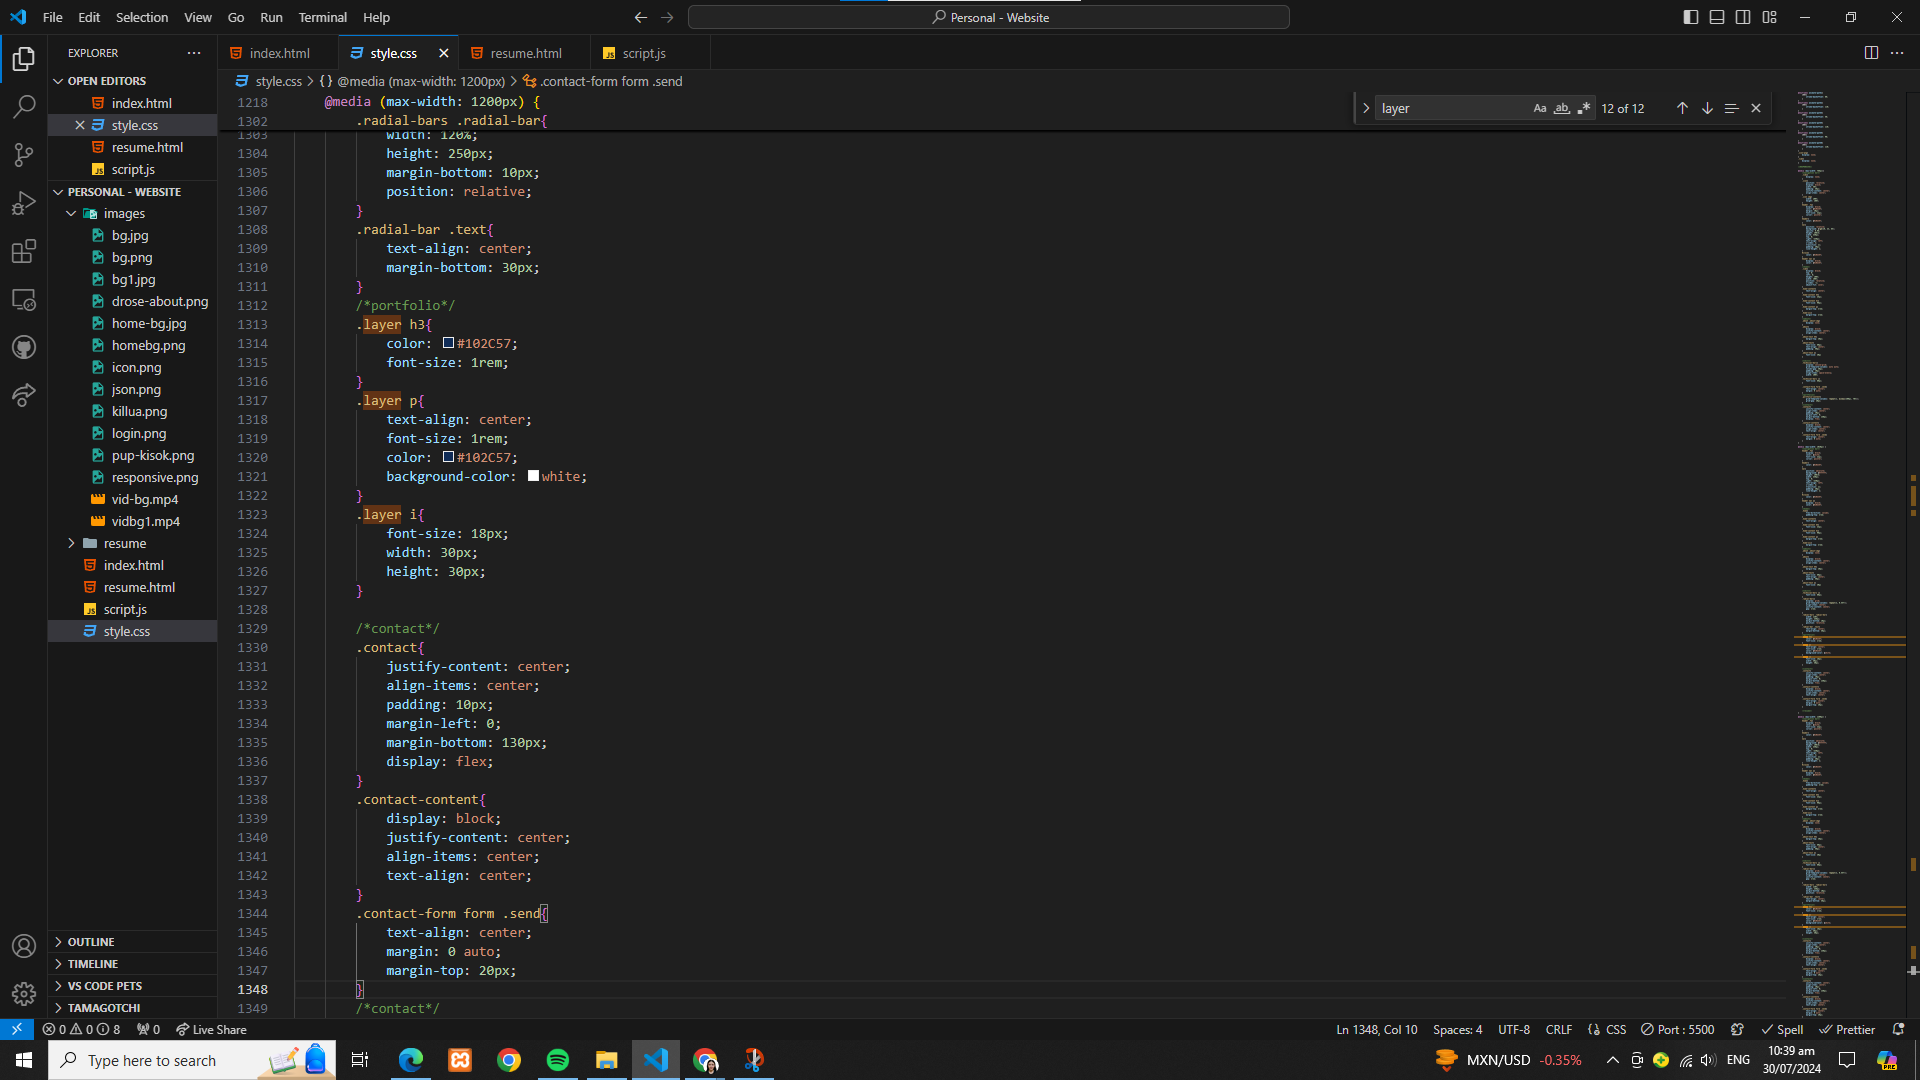 File Edit Selection View Go Run Terminal Help
Personal - Website
EXPLORER
OPEN EDITORS
index.html
style.css
resume.html
script.js
PERSONAL - WEBSITE
images
bg.jpg
bg.png
bg1.jpg
drose-about.png
home-bg.jpg
homebg.png
icon.png
json.png
killua.png
login.png
pup-kisok.png
responsive.png
vid-bg.mp4
vidbg1.mp4
resume
index.html
resume.html
script.js
style.css
OUTLINE
TIMELINE
VS CODE PETS
TAMAGOTCHI
index.html style.css resume.html script.js
style.css > {} @media (max-width: 1200px) > .contact-form form .send
layer Aa ab 12 of 12
1218 @media (max-width: 1200px) {
1302 .radial-bars .radial-bar{
1303 width: 120%;
1304 height: 250px;
1305 margin-bottom: 10px;
1306 position: relative;
1307 }
1308 .radial-bar .text{
1309 text-align: center;
1310 margin-bottom: 30px;
1311 }
1312 /*portfolio*/
1313 .layer h3{
1314 color: #102C57;
1315 font-size: 1rem;
1316 }
1317 .layer p{
1318 text-align: center;
1319 font-size: 1rem;
1320 color: #102C57;
1321 background-color: white;
1322 }
1323 .layer i{
1324 font-size: 18px;
1325 width: 30px;
1326 height: 30px;
1327 }
1328
1329 /*contact*/
1330 .contact{
1331 justify-content: center;
1332 align-items: center;
1333 padding: 10px;
1334 margin-left: 0;
1335 margin-bottom: 130px;
1336 display: flex;
1337 }
1338 .contact-content{
1339 display: block;
1340 justify-content: center;
1341 align-items: center;
1342 text-align: center;
1343 }
1344 .contact-form form .send{
1345 text-align: center;
1346 margin: 0 auto;
1347 margin-top: 20px;
1348 }
1349 /*contact*/
0 0 8 0 Live Share
Ln 1348, Col 10 Spaces: 4 UTF-8 CRLF {} CSS Port : 5500 Spell Prettier
Type here to search
MXN/USD -0.35%
ENG
10:39 am
30/07/2024